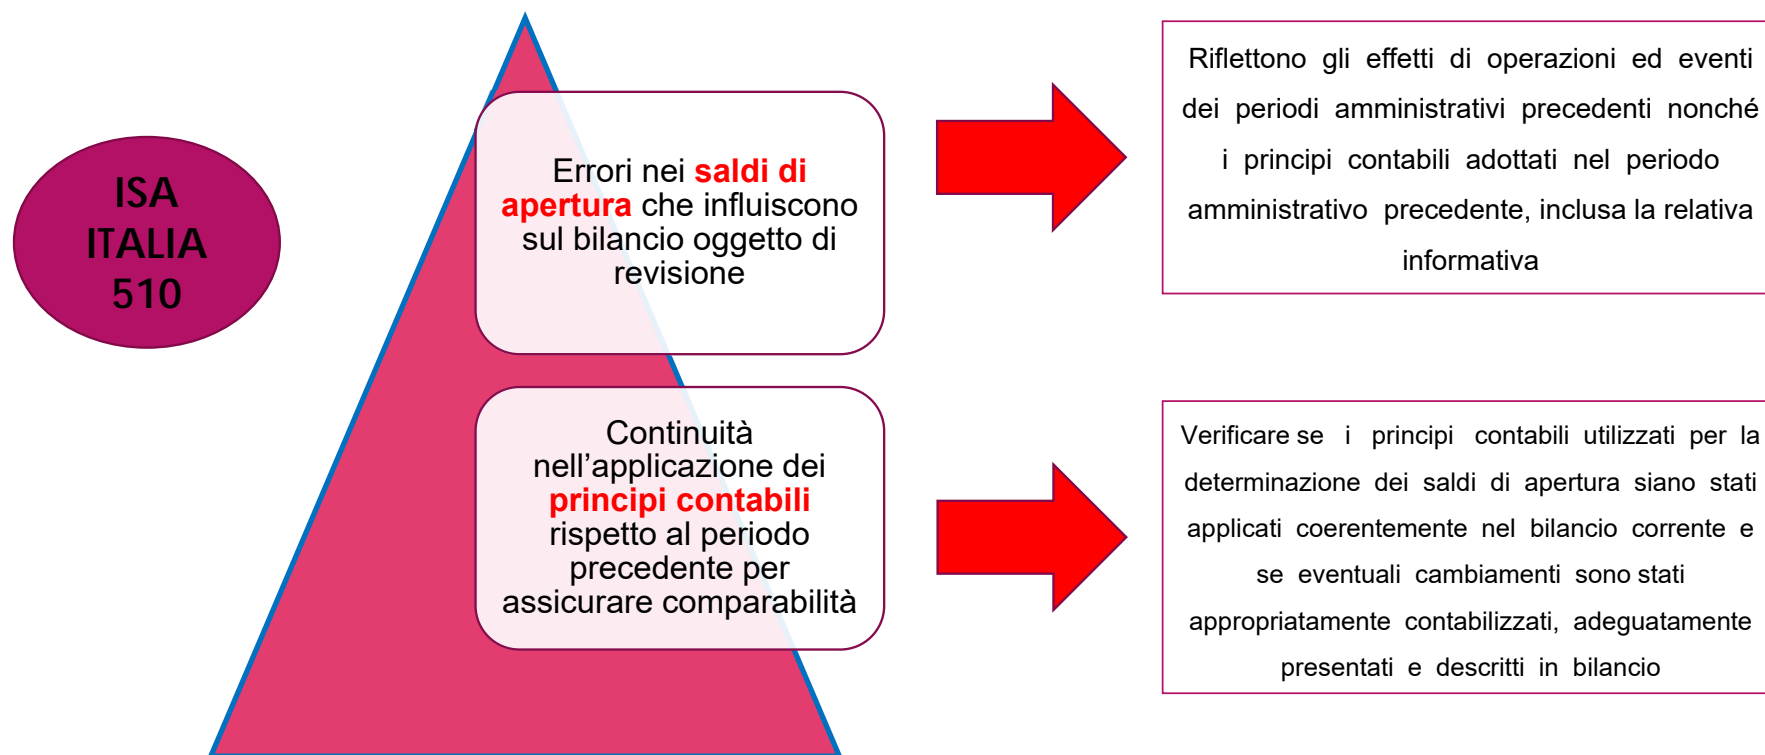 ISA
ITALIA
510
Errori nei saldi di
apertura che influiscono
sul bilancio oggetto di
revisione
Riflettono gli effetti di operazioni ed eventi
dei periodi amministrativi precedenti nonché
i principi contabili adottati nel periodo
amministrativo precedente, inclusa la relativa
informativa
Continuità
nell’applicazione dei
principi contabili
rispetto al periodo
precedente per
assicurare comparabilità
Verificare se i principi contabili utilizzati per la
determinazione dei saldi di apertura siano stati
applicati coerentemente nel bilancio corrente e
se eventuali cambiamenti sono stati
appropriatamente contabilizzati, adeguatamente
presentati e descritti in bilancio